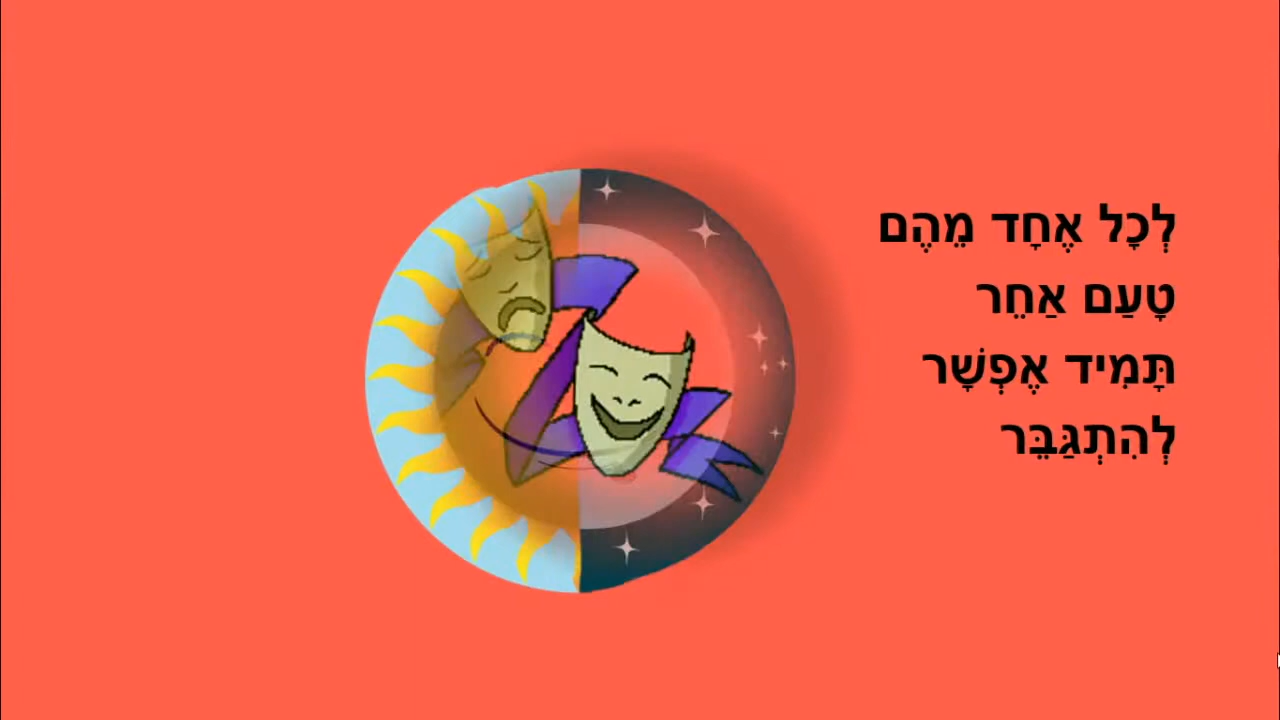 לְכָל אֶחָד מֵהֶם
טָעַם אַחֵר
תָּמִיד אֶפְשָׁר
לְהִתְגַּבֵּר